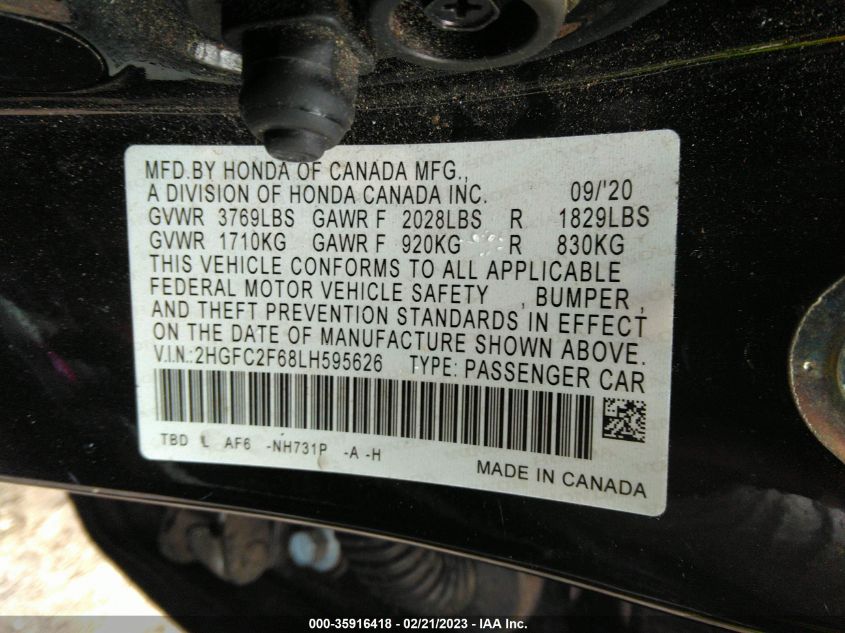 MFD.BY HONDA OF CANADA MFG.,
A DIVISION OF HONDA CANADA INC. 09/'20
GVWR 3769LBS GAWR F 2028LBS R 1829LBS
GVWR 1710KG GAWR F 920KG R 830KG
THIS VEHICLE CONFORMS TO ALL APPLICABLE
FEDERAL MOTOR VEHICLE SAFETY , BUMPER ,
AND THEFT PREVENTION STANDARDS IN EFFECT
ON THE DATE OF MANUFACTURE SHOWN ABOVE.
V.I.N.:2HGFC2F68LH595626 TYPE: PASSENGER CAR
TBD L AF6 -NH731P -A -H
MADE IN CANADA
000-35916418 - 02/21/2023 - IAA Inc.